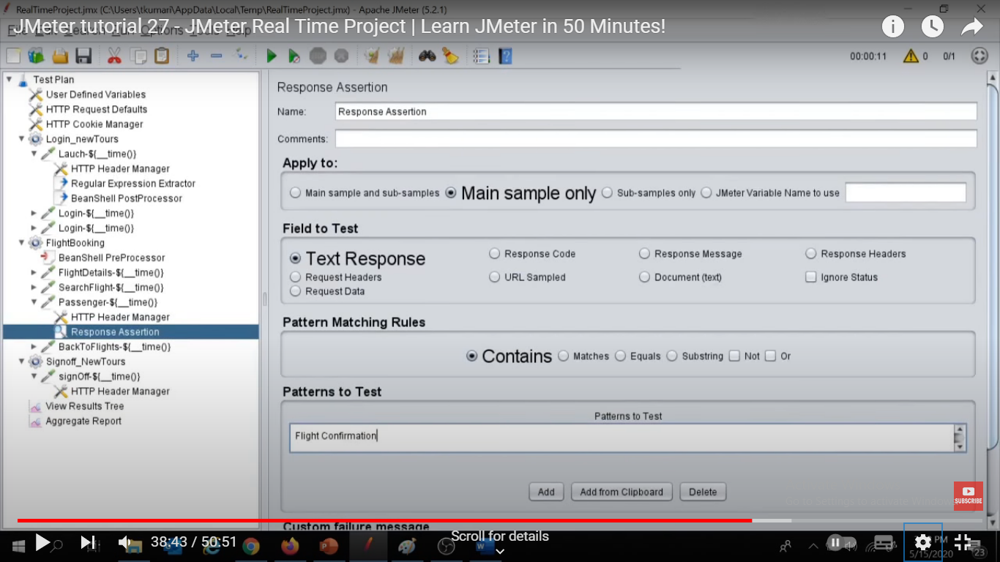 RealTimeProject.jmx (C:\Users\tkumari\AppData\Local\Temp\RealTimeProject.jmx) - Apache JMeter (5.2.1)
JMeter tutorial 27 - JMeter Real Time Project | Learn JMeter in 50 Minutes!
00:00:11 0 0/1
Test Plan
User Defined Variables
HTTP Request Defaults
HTTP Cookie Manager
Login_newTours
Lauch-${__time()}
HTTP Header Manager
Regular Expression Extractor
BeanShell PostProcessor
Login-${__time()}
Login-${__time()}
FlightBooking
BeanShell PreProcessor
FlightDetails-${__time()}
SearchFlight-${__time()}
Passenger-${__time()}
HTTP Header Manager
Response Assertion
BackToFlights-${__time()}
Signoff_NewTours
signOff-${__time()}
HTTP Header Manager
View Results Tree
Aggregate Report
Response Assertion
Name: Response Assertion
Comments:
Apply to:
Main sample and sub-samples Main sample only Sub-samples only JMeter Variable Name to use
Field to Test
Text Response Response Code Response Message Response Headers
Request Headers URL Sampled Document (text) Ignore Status
Request Data
Pattern Matching Rules
Contains Matches Equals Substring Not Or
Patterns to Test
Patterns to Test
Flight Confirmation
Add Add from Clipboard Delete
SUBSCRIBE
Custom failure message
38:43 / 50:51
Scroll for details
PM
5/15/2020
23